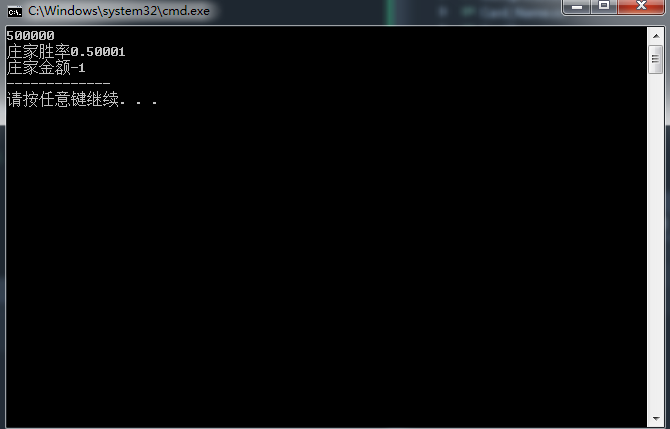 C:\Windows\system32\cmd.exe
500000
庄家胜率0.50001
庄家金额-1
-------------
请按任意键继续. . .